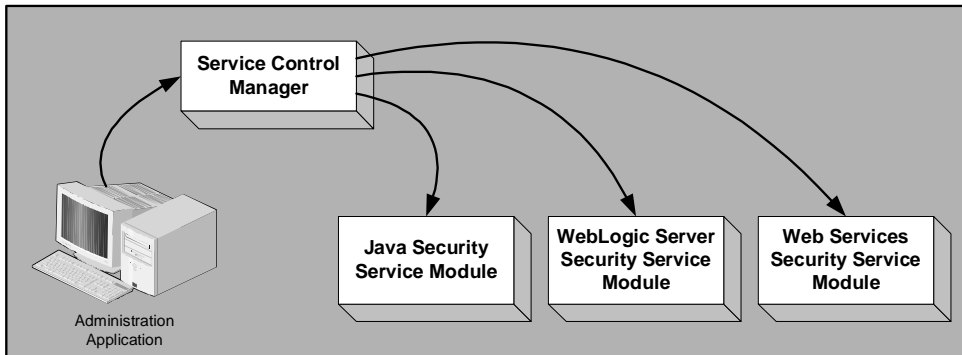 Service Control
Manager
Java Security
Service Module
WebLogic Server
Security Service
Module
Web Services
Security Service
Module
Administration
Application